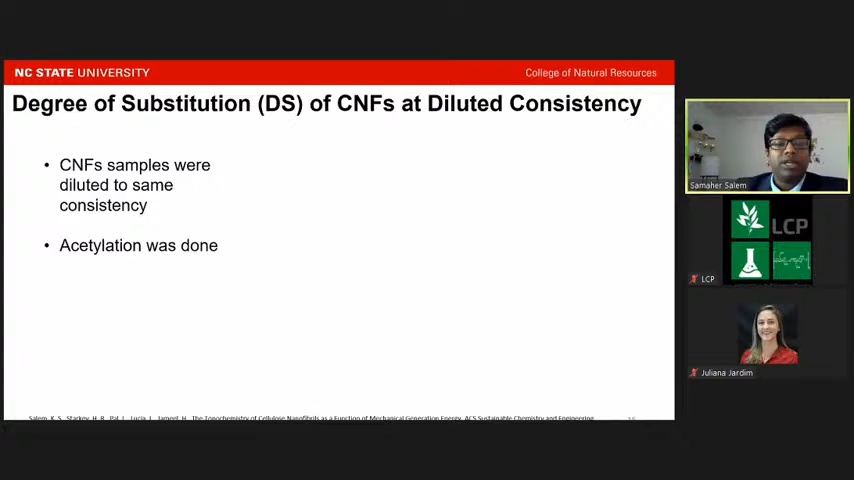 NC STATE UNIVERSITY
College of Natural Resources
Degree of Substitution (DS) of CNFs at Diluted Consistency
• CNFs samples were
diluted to same
consistency
• Acetylation was done
Salem, K. S., Starkey, H. R., Pal, L., Lucia, L., Jameel, H., The Topochemistry of Cellulose Nanofibrils as a Function of Mechanical Generation Energy, ACS Sustainable Chemistry and Engineering
Samaher Salem
LCP
LCP
Juliana Jardim